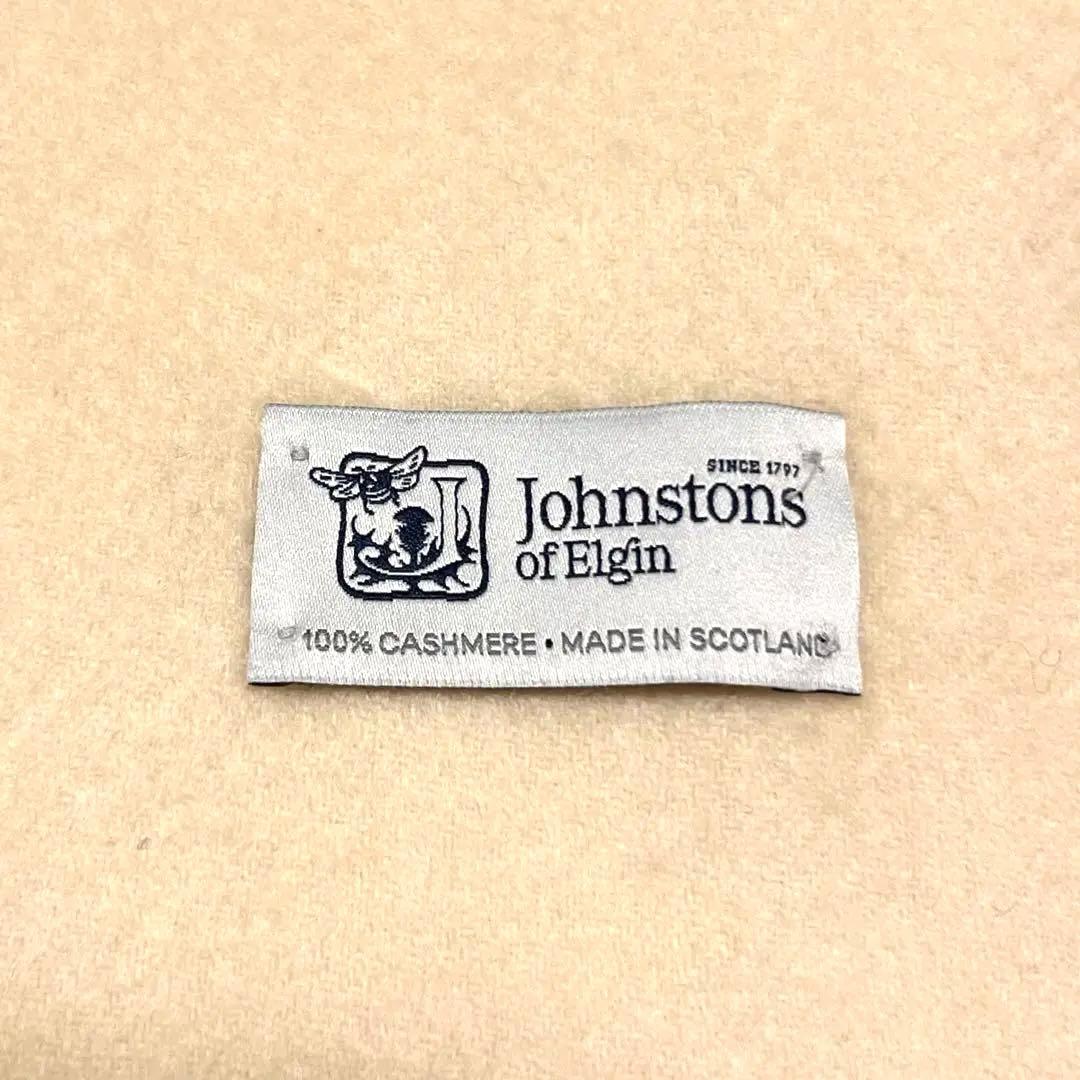 SINCE 1797
Johnstons
of Elgin
100% CASHMERE • MADE IN SCOTLAND